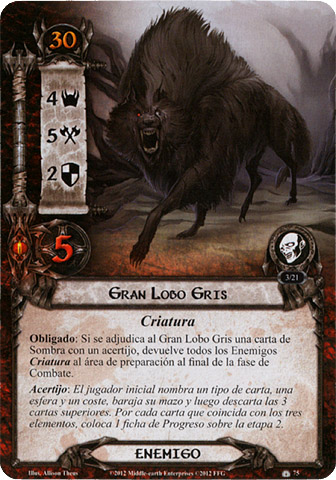 30
4
5
2
5
3/21
Gran Lobo Gris
Criatura
Obligado: Si se adjudica al Gran Lobo Gris una carta de
Sombra con un acertijo, devuelve todos los Enemigos
Criatura al área de preparación al final de la fase de
Combate.
Acertijo: El jugador inicial nombra un tipo de carta, una
esfera y un coste, baraja su mazo y luego descarta las 3
cartas superiores. Por cada carta que coincida con los tres
elementos, coloca 1 ficha de Progreso sobre la etapa 2.
ENEMIGO
Illus. Allison Theus ©2012 Middle-earth Enterprises ©2012 FFG 75